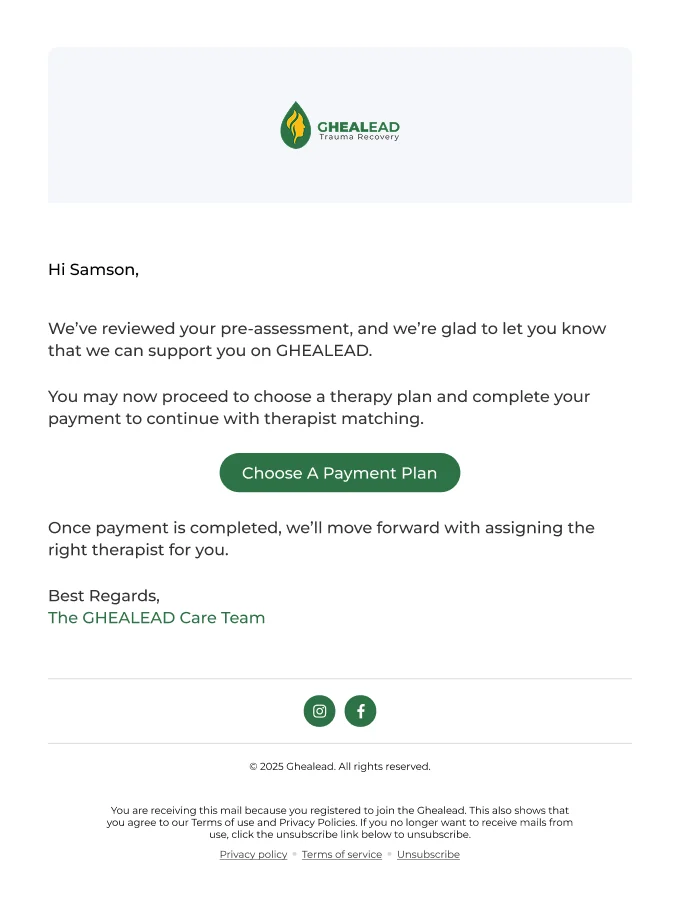 GHEALEAD
Trauma Recovery
Hi Samson,
We’ve reviewed your pre-assessment, and we’re glad to let you know
that we can support you on GHEALEAD.
You may now proceed to choose a therapy plan and complete your
payment to continue with therapist matching.
Choose A Payment Plan
Once payment is completed, we’ll move forward with assigning the
right therapist for you.
Best Regards,
The GHEALEAD Care Team
© 2025 Ghealead. All rights reserved.
You are receiving this mail because you registered to join the Ghealead. This also shows that
you agree to our Terms of use and Privacy Policies. If you no longer want to receive mails from
use, click the unsubscribe link below to unsubscribe.
Privacy policy • Terms of service • Unsubscribe